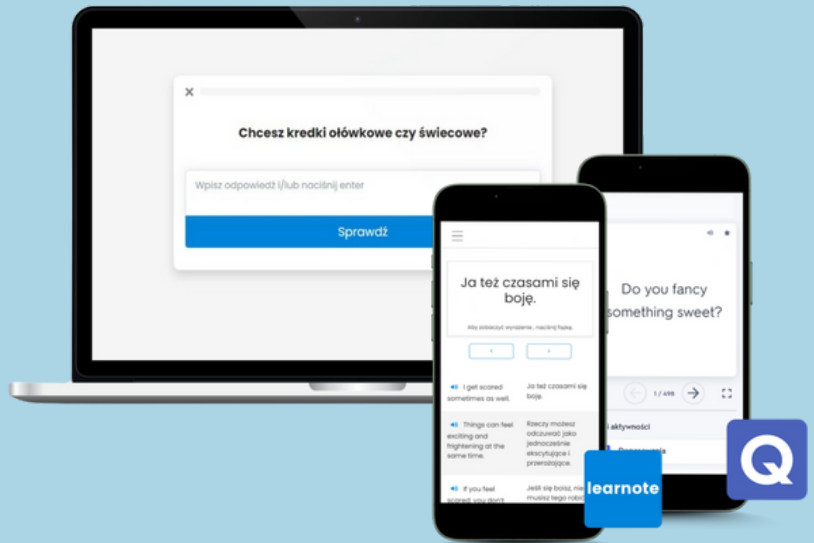 Chcesz kredki ołówkowe czy świecowe?
Wpisz odpowiedź i/lub naciśnij enter
Sprawdź
Ja też czasami się
boję.
Aby zobaczyć wyrażenie, naciśnij fiszkę.
I get scared
sometimes as well.
Ja też czasami się
boję.
Things can feel
exciting and
frightening at the
same time.
Rzeczy możesz
odczuwać jako
jednocześnie
ekscytujące i
przerażające.
If you feel
scared, you don't
Jeśli się boisz, nie
musisz tego robić
Do you fancy
something sweet?
1 / 498
i aktywności
learnote
Q